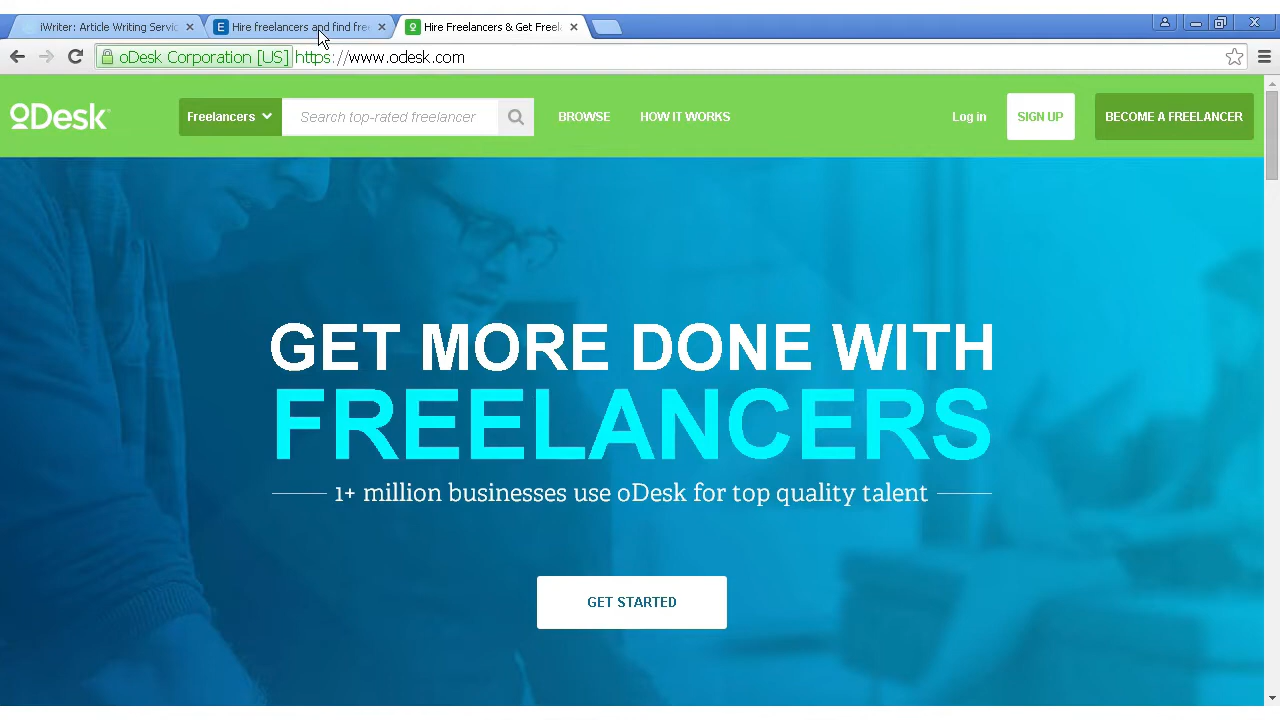 iWriter: Article Writing Servic
E Hire freelancers and find fre
Hire Freelancers & Get Freel
oDesk Corporation [US] https://www.odesk.com
oDesk
Freelancers
Search top-rated freelancer
BROWSE
HOW IT WORKS
Log in
SIGN UP
BECOME A FREELANCER
GET MORE DONE WITH
FREELANCERS
1+ million businesses use oDesk for top quality talent
GET STARTED